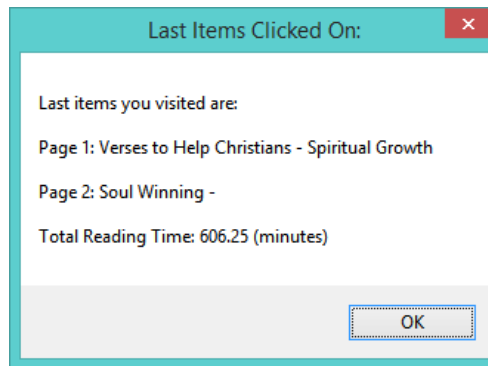 Last Items Clicked On:
Last items you visited are:
Page 1: Verses to Help Christians - Spiritual Growth
Page 2: Soul Winning -
Total Reading Time: 606.25 (minutes)
OK